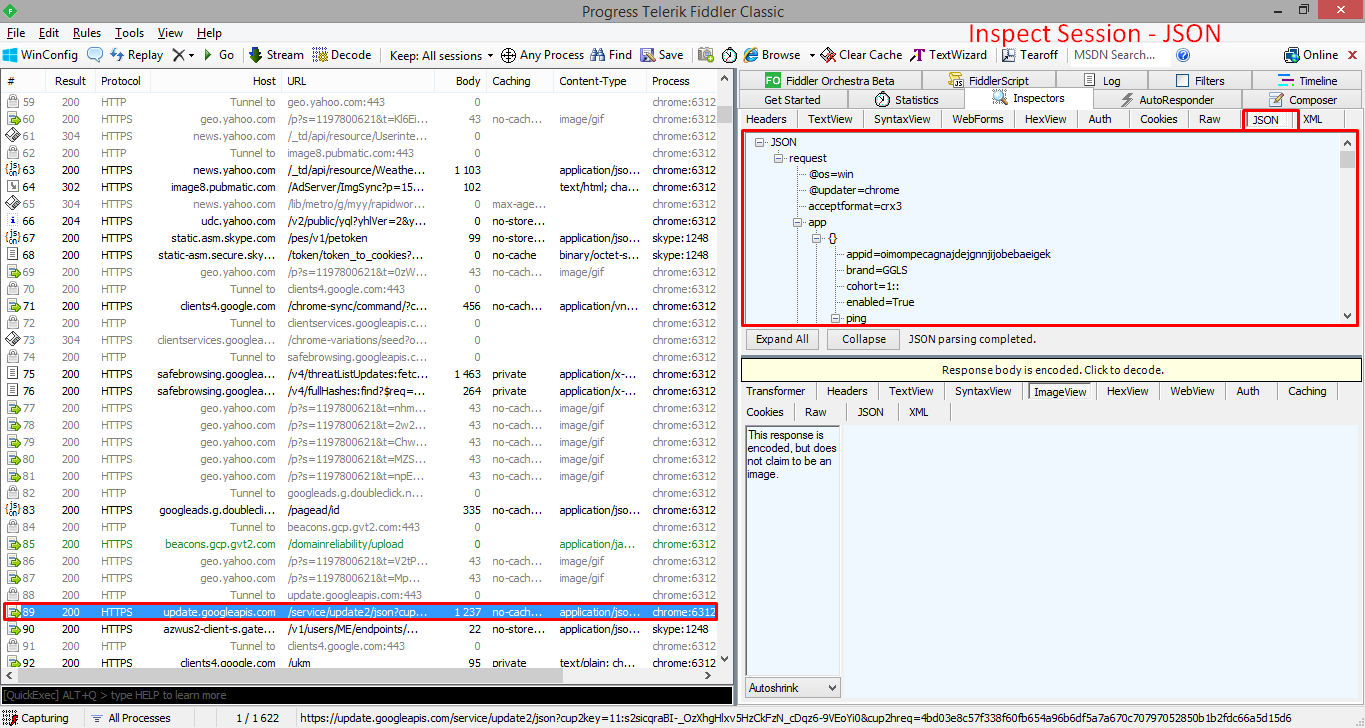 Progress Telerik Fiddler Classic
File Edit Rules Tools View Help
Inspect Session - JSON
WinConfig Replay Go Stream Decode Keep: All sessions Any Process Find Save Browse Clear Cache TextWizard Tearoff MSDN Search... Online
# Result Protocol Host URL Body Caching Content-Type Process
59 200 HTTP Tunnel to geo.yahoo.com:443 0 chrome:6312
60 200 HTTPS geo.yahoo.com /p?s=1197800621&t=Kl6Ei... 43 no-cach... image/gif chrome:6312
61 304 HTTPS news.yahoo.com /_td/api/resource/Userinte... 0 chrome:6312
62 200 HTTP Tunnel to image8.pubmatic.com:443 0 chrome:6312
63 200 HTTPS news.yahoo.com /_td/api/resource/Weathe... 1 103 application/jso... chrome:6312
64 302 HTTPS image8.pubmatic.com /AdServer/ImgSync?p=15... 102 text/html; cha... chrome:6312
65 304 HTTPS news.yahoo.com /lib/metro/g/myy/rapidwor... 0 max-age... chrome:6312
66 204 HTTPS udc.yahoo.com /v2/public/yql?yhlVer=2&y... 0 no-store... chrome:6312
67 200 HTTPS static.asm.skype.com /pes/v1/petoken 99 no-store... application/jso... skype:1248
68 200 HTTPS static-asm.secure.sky... /token/token_to_cookies?... 0 no-cache binary/octet-s... skype:1248
69 200 HTTPS geo.yahoo.com /p?s=1197800621&t=0zW... 43 no-cach... image/gif chrome:6312
70 200 HTTP Tunnel to clients4.google.com:443 0 chrome:6312
71 200 HTTPS clients4.google.com /chrome-sync/command/?c... 456 no-cach... application/vn... chrome:6312
72 200 HTTP Tunnel to clientservices.googleapis.c... 0 chrome:6312
73 304 HTTPS clientservices.googlea... /chrome-variations/seed?o... 0 chrome:6312
74 200 HTTP Tunnel to safebrowsing.googleapis.c... 0 chrome:6312
75 200 HTTPS safebrowsing.googlea... /v4/threatListUpdates:fetc... 1 463 private application/x-... chrome:6312
76 200 HTTPS safebrowsing.googlea... /v4/fullHashes:find?$req=... 264 private application/x-... chrome:6312
77 200 HTTPS geo.yahoo.com /p?s=1197800621&t=nhm... 43 no-cach... image/gif chrome:6312
78 200 HTTPS geo.yahoo.com /p?s=1197800621&t=2w2... 43 no-cach... image/gif chrome:6312
79 200 HTTPS geo.yahoo.com /p?s=1197800621&t=Chw... 43 no-cach... image/gif chrome:6312
80 200 HTTPS geo.yahoo.com /p?s=1197800621&t=MZS... 43 no-cach... image/gif chrome:6312
81 200 HTTPS geo.yahoo.com /p?s=1197800621&t=npE... 43 no-cach... image/gif chrome:6312
82 200 HTTP Tunnel to googleads.g.doubleclick.n... 0 chrome:6312
83 200 HTTPS googleads.g.doublecli... /pagead/id 335 no-cach... application/jso... chrome:6312
84 200 HTTP Tunnel to beacons.gcp.gvt2.com:443 0 chrome:6312
85 200 HTTPS beacons.gcp.gvt2.com /domainreliability/upload 0 application/ja... chrome:6312
86 200 HTTPS geo.yahoo.com /p?s=1197800621&t=V2tP... 43 no-cach... image/gif chrome:6312
87 200 HTTPS geo.yahoo.com /p?s=1197800621&t=Mp... 43 no-cach... image/gif chrome:6312
88 200 HTTP Tunnel to update.googleapis.com:443 0 chrome:6312
89 200 HTTPS update.googleapis.com /service/update2/json?cup... 1 237 no-cach... application/jso... chrome:6312
90 200 HTTPS azwus2-client-s.gate... /v1/users/ME/endpoints/... 22 no-store... application/jso... skype:1248
91 200 HTTP Tunnel to clients4.google.com:443 0 chrome:6312
92 200 HTTPS clients4.google.com /ukm 95 private text/plain; ch... chrome:6312
[QuickExec] ALT+Q > type HELP to learn more
FO Fiddler Orchestra Beta FiddlerScript Log Filters Timeline
Get Started Statistics Inspectors AutoResponder Composer
Headers TextView SyntaxView WebForms HexView Auth Cookies Raw JSON XML
JSON
request
@os=win
@updater=chrome
acceptformat=crx3
app
{}
appid=oimompecagnajdejgnnjijobebaeigek
brand=GGLS
cohort=1::
enabled=True
ping
Expand All Collapse JSON parsing completed.
Response body is encoded. Click to decode.
Transformer Headers TextView SyntaxView ImageView HexView WebView Auth Caching
Cookies Raw JSON XML
This response is
encoded, but does
not claim to be an
image.
Autoshrink
Capturing All Processes 1 / 1 622 https://update.googleapis.com/service/update2/json?cup2key=11:s2sicqraBI-_OzXhgHlxv5HzCkFzN_cDqz6-9VEoYi0&cup2hreq=4bd03e8c57f338f60fb654a96b6df5a7a670c70797052850b1b2fdc66a5d15d6